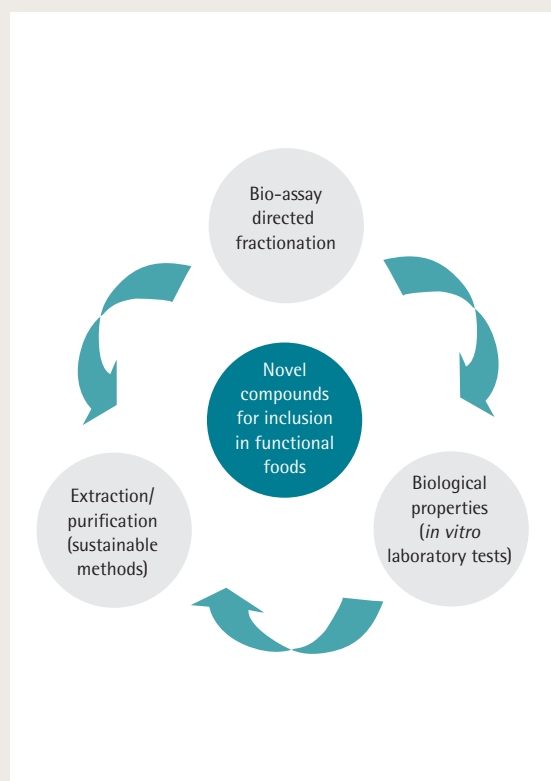 Bio-assay
directed
fractionation
Novel
compounds
for inclusion
in functional
foods
Extraction/
purification
(sustainable
methods)
Biological
properties
(in vitro
laboratory tests)